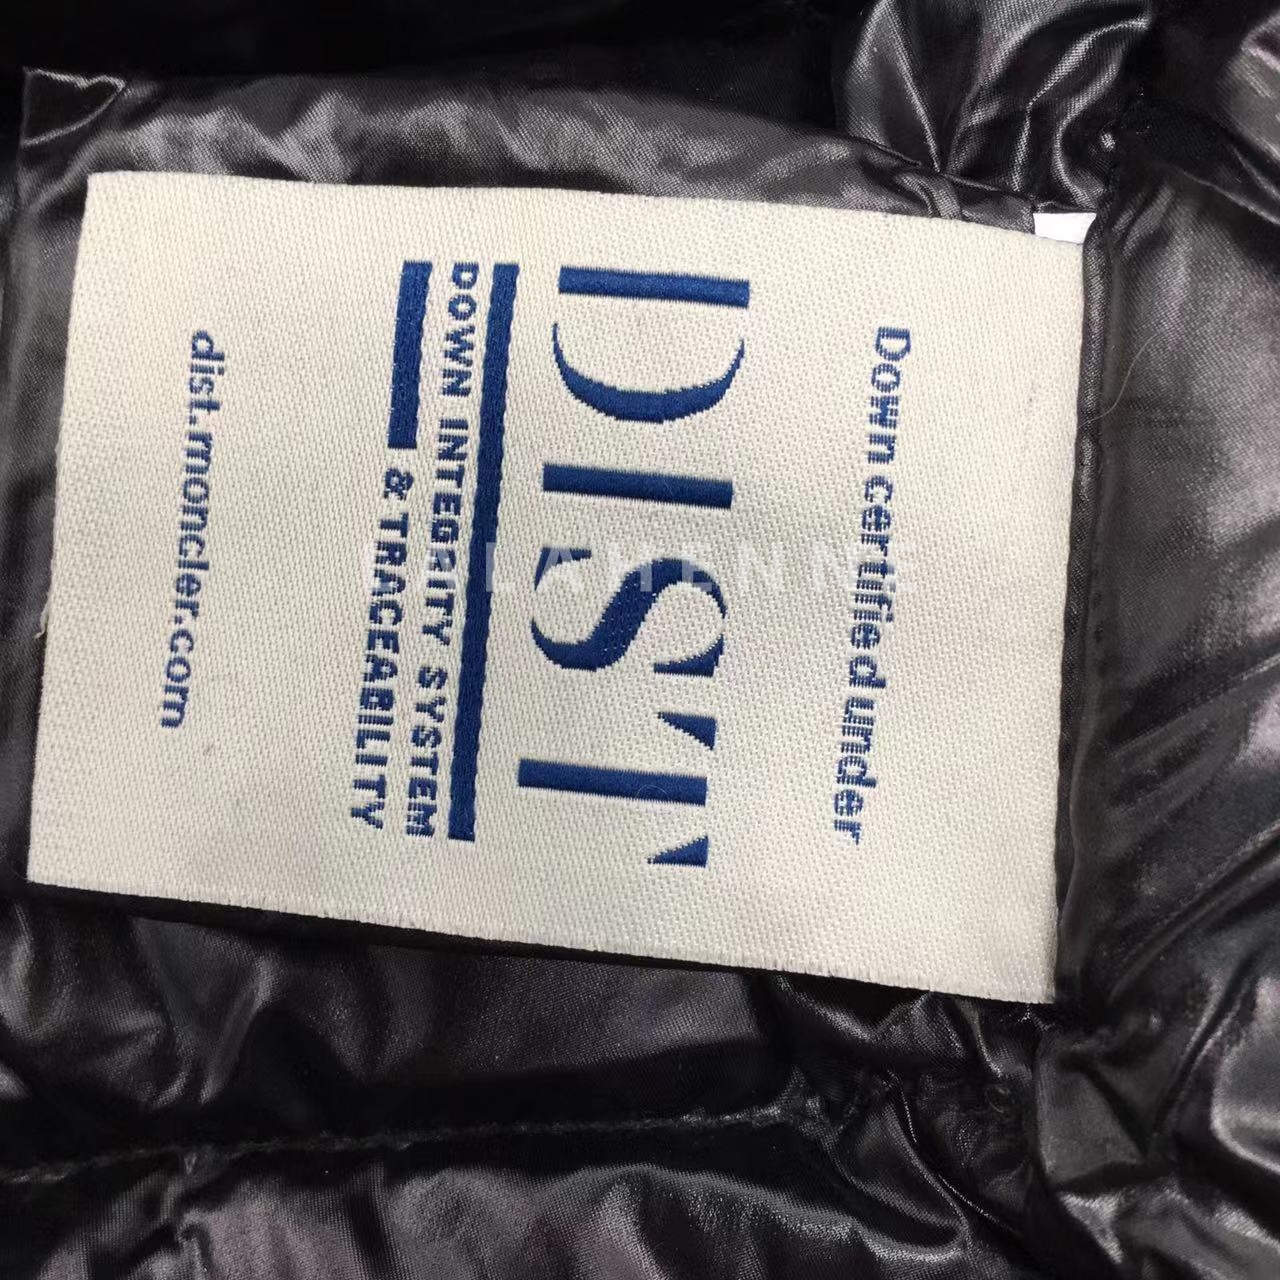 Down certified under
DIST
DOWN INTEGRITY SYSTEM
& TRACEABILITY
dist.moncler.com